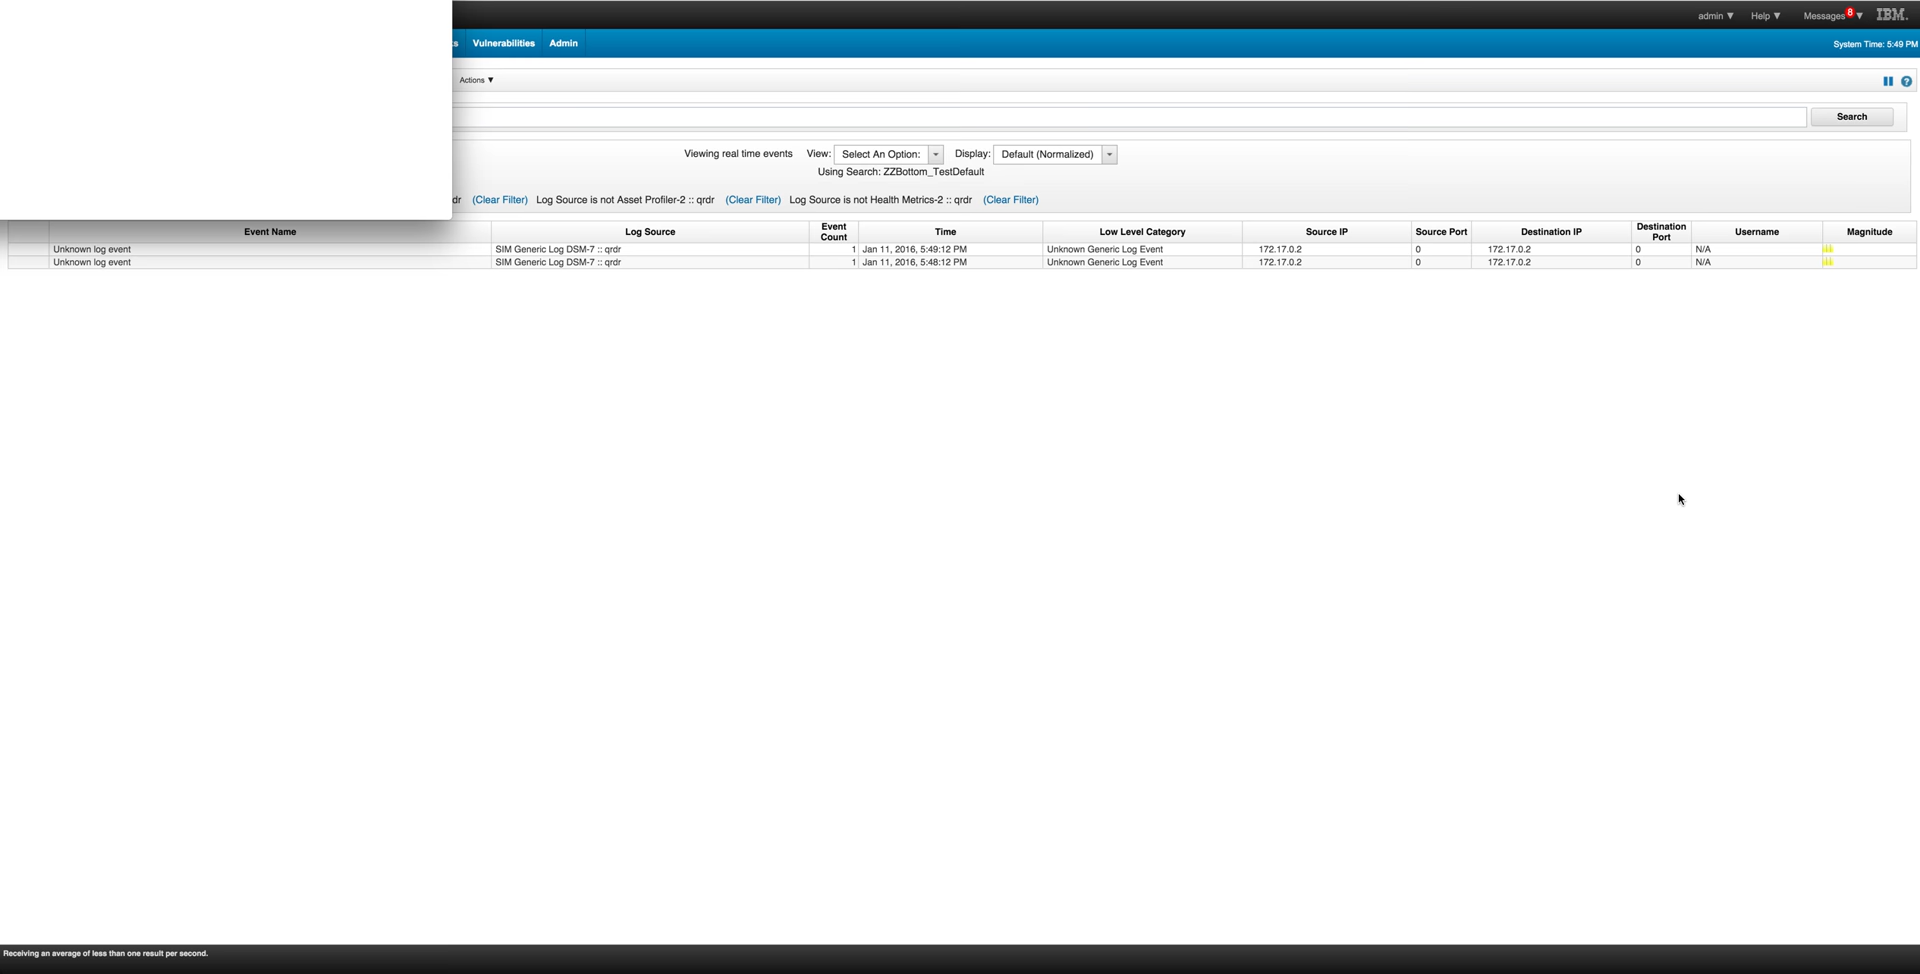 admin ▼ Help ▼ Messages 8 ▼ IBM.
Vulnerabilities Admin System Time: 5:49 PM
Actions ▼
Search
Viewing real time events View: Select An Option: Display: Default (Normalized)
Using Search: ZZBottom_TestDefault
dr (Clear Filter) Log Source is not Asset Profiler-2 :: qrdr (Clear Filter) Log Source is not Health Metrics-2 :: qrdr (Clear Filter)
Event Name Log Source Event Count Time Low Level Category Source IP Source Port Destination IP Destination Port Username Magnitude
Unknown log event SIM Generic Log DSM-7 :: qrdr 1 Jan 11, 2016, 5:49:12 PM Unknown Generic Log Event 172.17.0.2 0 172.17.0.2 0 N/A
Unknown log event SIM Generic Log DSM-7 :: qrdr 1 Jan 11, 2016, 5:48:12 PM Unknown Generic Log Event 172.17.0.2 0 172.17.0.2 0 N/A
Receiving an average of less than one result per second.